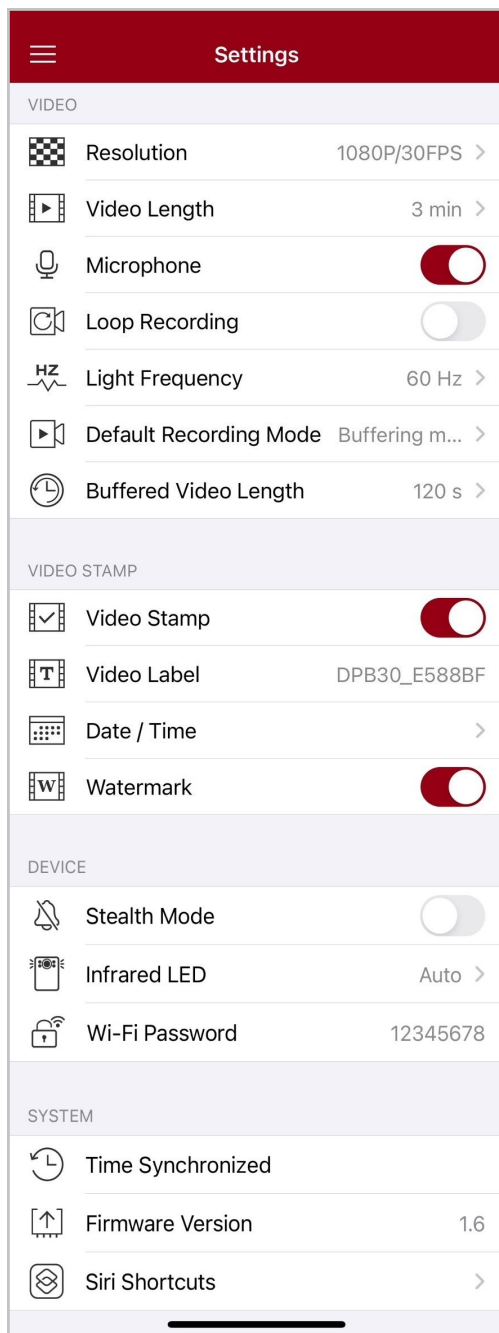 Settings
VIDEO
Resolution 1080P/30FPS
Video Length 3 min
Microphone
Loop Recording
HZ Light Frequency 60 Hz
Default Recording Mode Buffering m...
Buffered Video Length 120 s
VIDEO STAMP
Video Stamp
T Video Label DPB30_E588BF
Date / Time
W Watermark
DEVICE
Stealth Mode
Infrared LED Auto
Wi-Fi Password 12345678
SYSTEM
Time Synchronized
Firmware Version 1.6
Siri Shortcuts